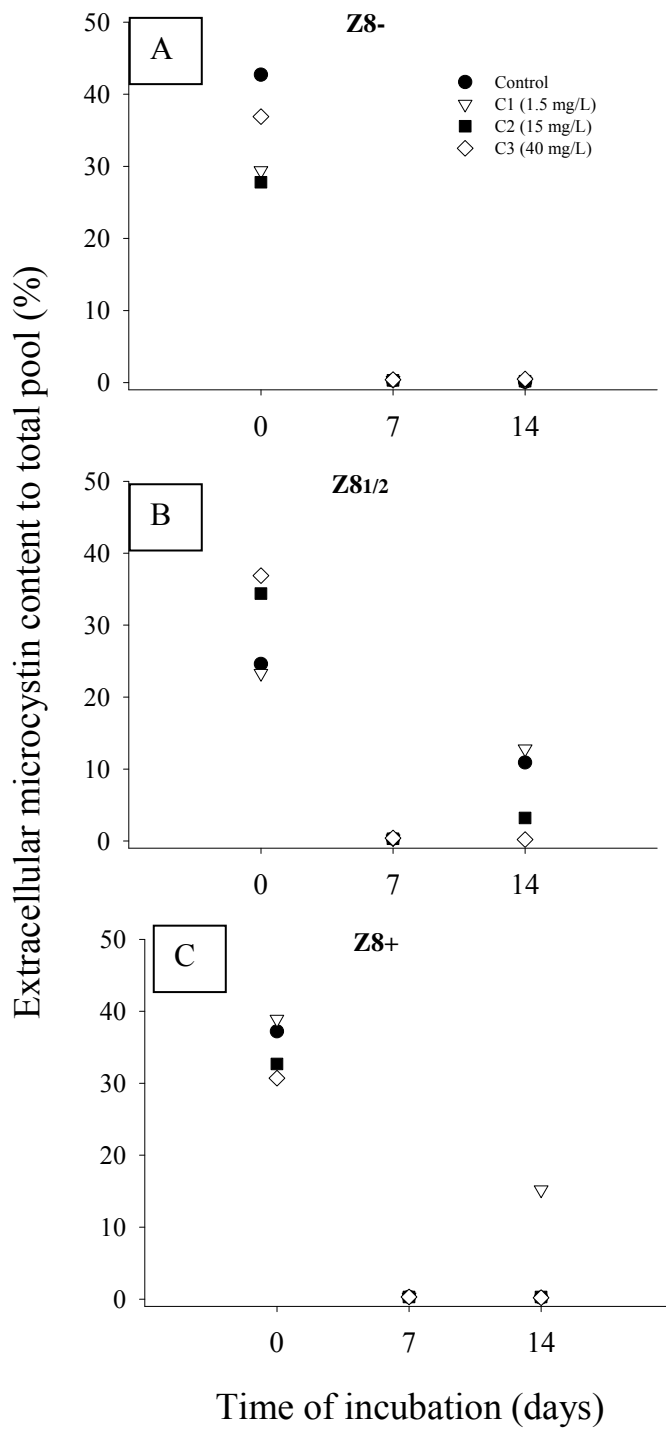 Extracellular microcystin content to total pool (%)
Z8-
A
50
40
30
20
10
0
Control
C1 (1.5 mg/L)
C2 (15 mg/L)
C3 (40 mg/L)
0 7 14
Z81/2
B
50
40
30
20
10
0
0 7 14
Z8+
C
50
40
30
20
10
0
0 7 14
Time of incubation (days)